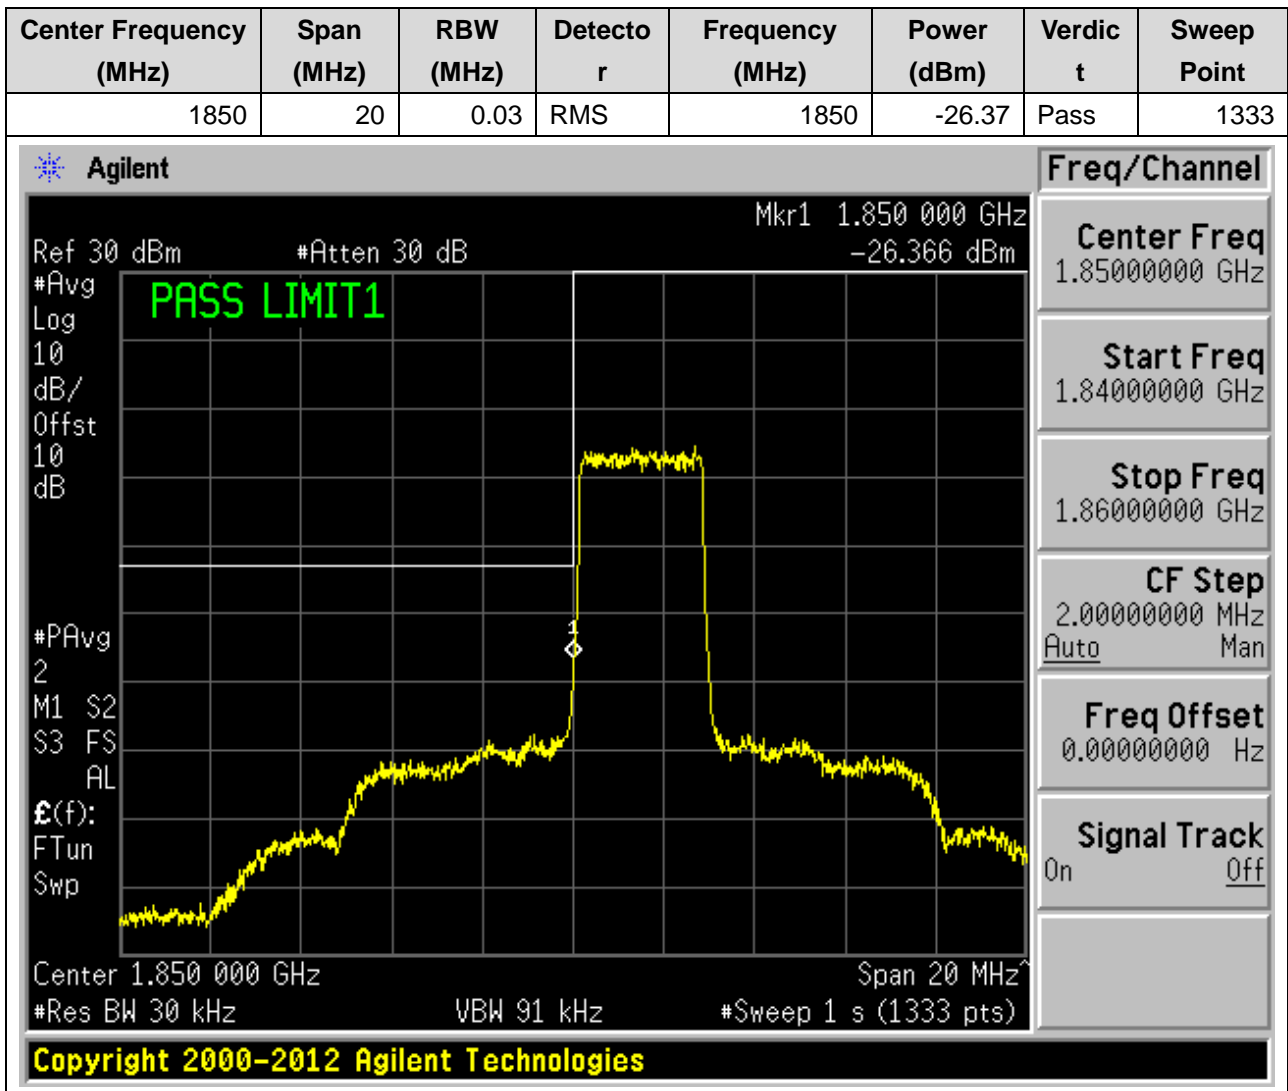 Center Frequency (MHz) Span (MHz) RBW (MHz) Detecto r Frequency (MHz) Power (dBm) Verdic t Sweep Point
1850 20 0.03 RMS 1850 -26.37 Pass 1333
Agilent
Freq/Channel
Mkr1 1.850 000 GHz
Ref 30 dBm #Atten 30 dB -26.366 dBm
#Avg
Log
10
dB/
Offst
10
dB
PASS LIMIT1
1
#PAvg
2
M1 S2
S3 FS
AL
£(f):
FTun
Swp
Center 1.850 000 GHz Span 20 MHz^
#Res BW 30 kHz VBW 91 kHz #Sweep 1 s (1333 pts)
Center Freq
1.85000000 GHz
Start Freq
1.84000000 GHz
Stop Freq
1.86000000 GHz
CF Step
2.00000000 MHz
Auto Man
Freq Offset
0.00000000 Hz
Signal Track
On Off
Copyright 2000-2012 Agilent Technologies